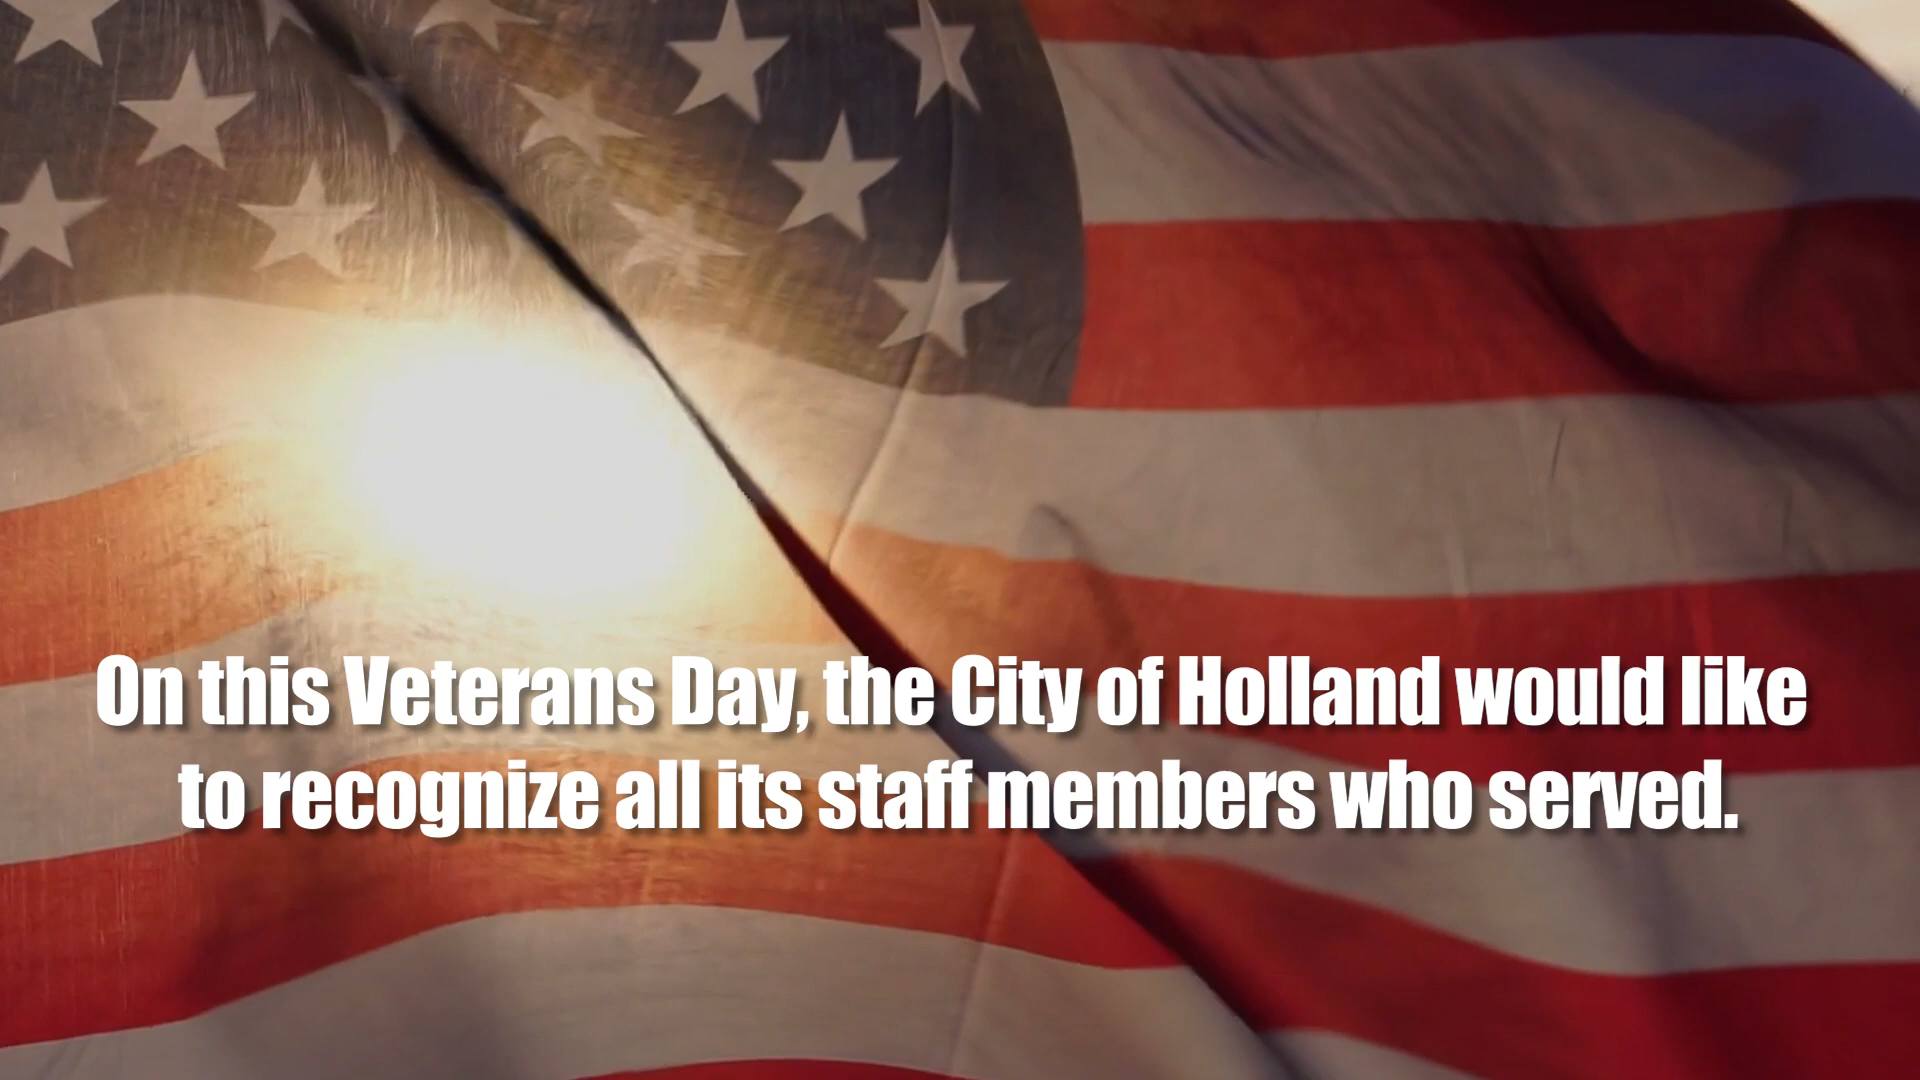 On this Veterans Day, the City of Holland would like
to recognize all its staff members who served.